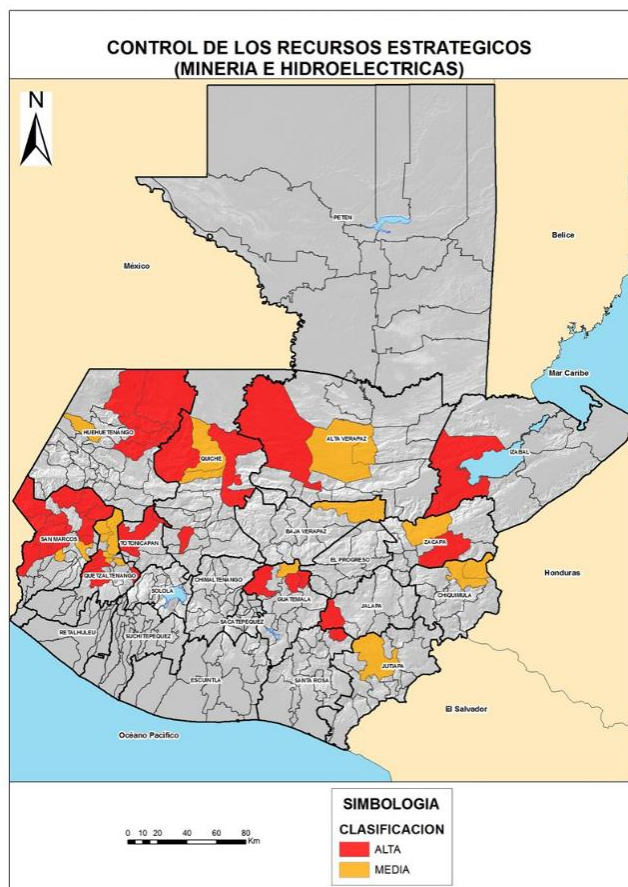 CONTROL DE LOS RECURSOS ESTRATEGICOS
(MINERIA E HIDROELECTRICAS)
N
PETEN
Belice
México
Mar Caribe
HUEHUETENANGO
ALTA VERAPAZ
QUICHE
IZABAL
SAN MARCOS
TOTONICAPAN
BAJA VERAPAZ
ZACAPA
EL PROGRESO
QUETZALTENANGO
SOLOLA
CHIMALTENANGO
GUATEMALA
CHIQUIMULA
Honduras
JALAPA
SACATEPEQUEZ
RETALHULEU
SUCHITEPEQUEZ
JUTIAPA
ESCUINTLA
SANTA ROSA
El Salvador
Océano Pacifico
SIMBOLOGIA
CLASIFICACION
ALTA
MEDIA
0 5 10 20 40 60 80
Km